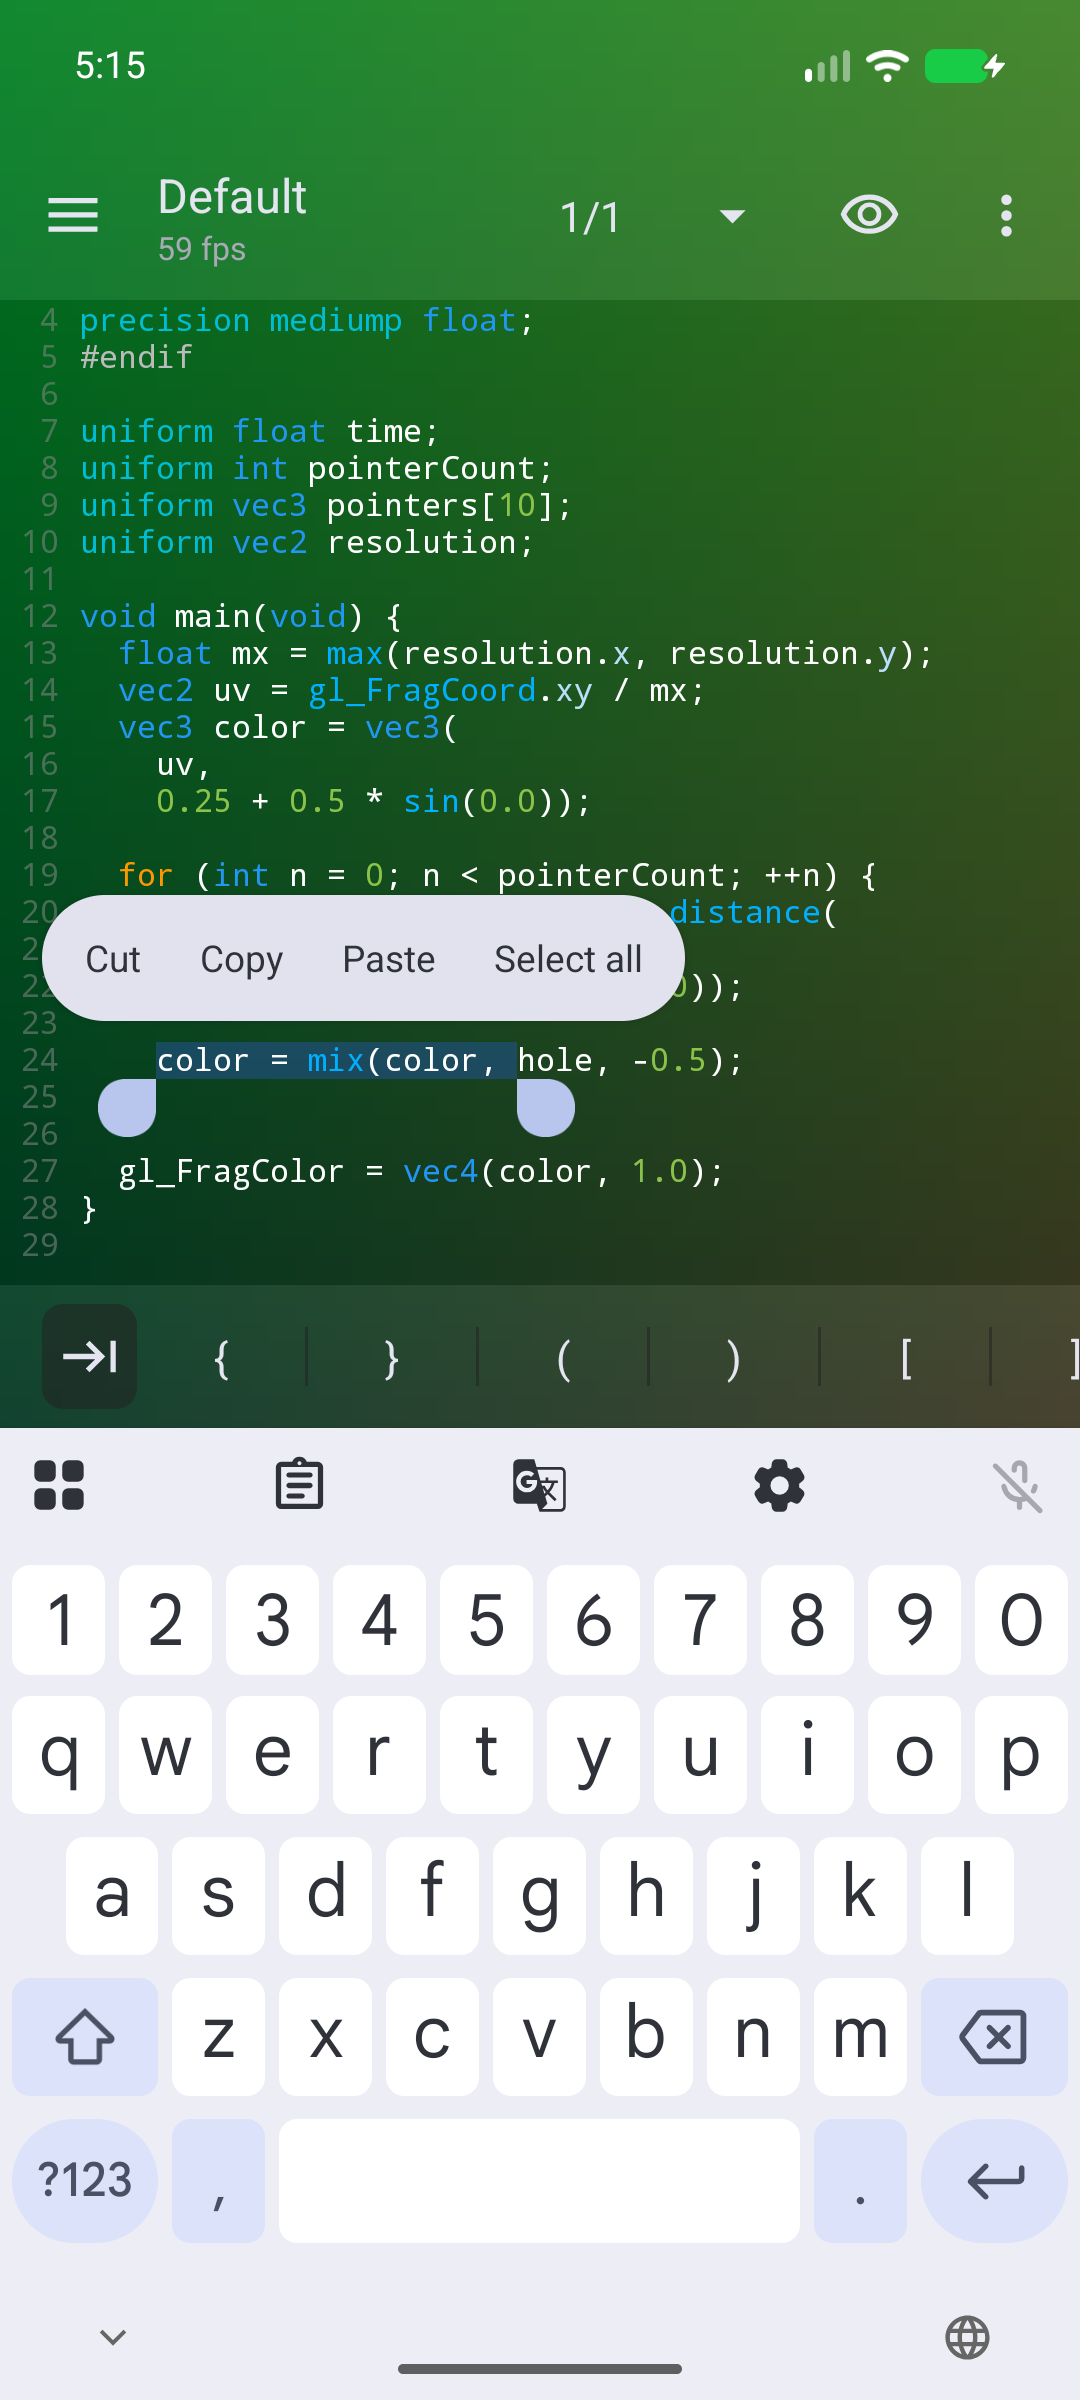 5:15
Default
59 fps
1/1
4 precision mediump float;
5 #endif
6
7 uniform float time;
8 uniform int pointerCount;
9 uniform vec3 pointers[10];
10 uniform vec2 resolution;
11
12 void main(void) {
13 float mx = max(resolution.x, resolution.y);
14 vec2 uv = gl_FragCoord.xy / mx;
15 vec3 color = vec3(
16 uv,
17 0.25 + 0.5 * sin(0.0));
18
19 for (int n = 0; n < pointerCount; ++n) {
20 distance(
Cut Copy Paste Select all
22 0));
23
24 color = mix(color, hole, -0.5);
25
26
27 gl_FragColor = vec4(color, 1.0);
28 }
29
{ } ( ) [ ]
1 2 3 4 5 6 7 8 9 0
q w e r t y u i o p
a s d f g h j k l
z x c v b n m
?123 , .